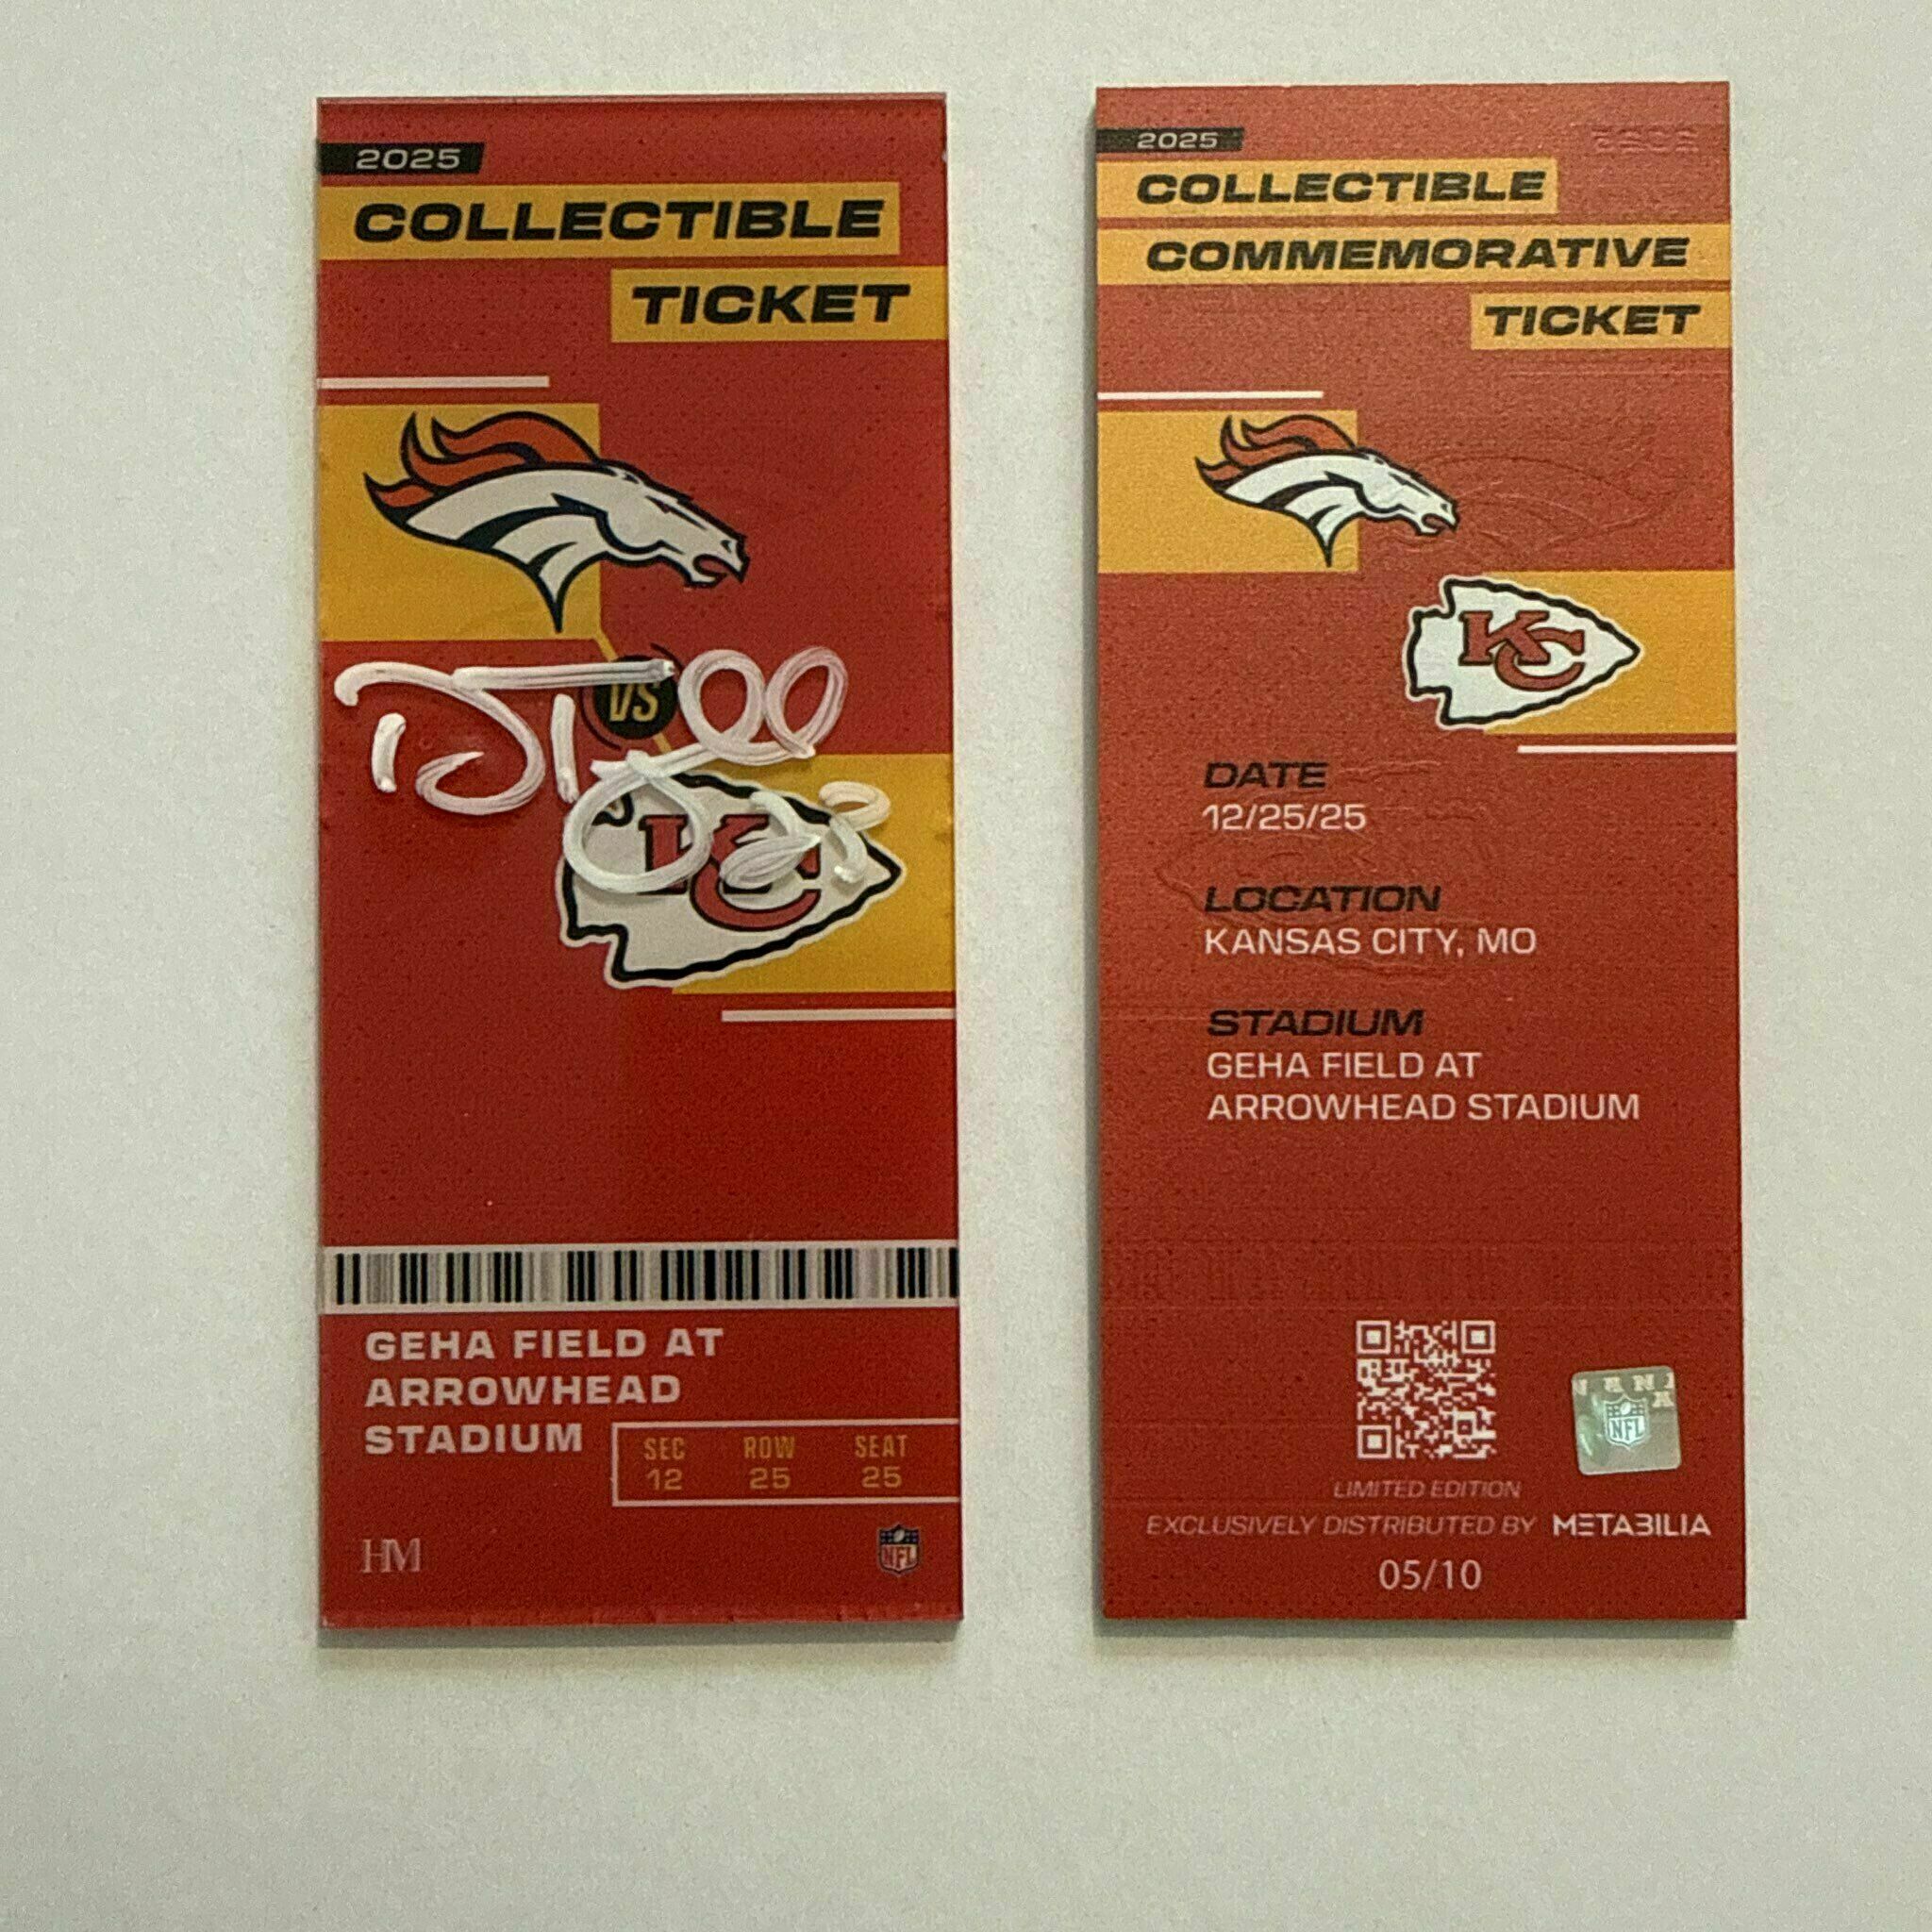 2025
COLLECTIBLE
TICKET
VS
KC
GEHA FIELD AT
ARROWHEAD
STADIUM
SEC ROW SEAT
12 25 25
HM
NFL
2025
COLLECTIBLE
COMMEMORATIVE
TICKET
KC
DATE
12/25/25
LOCATION
KANSAS CITY, MO
STADIUM
GEHA FIELD AT
ARROWHEAD STADIUM
NFL
LIMITED EDITION
EXCLUSIVELY DISTRIBUTED BY METABILIA
05/10